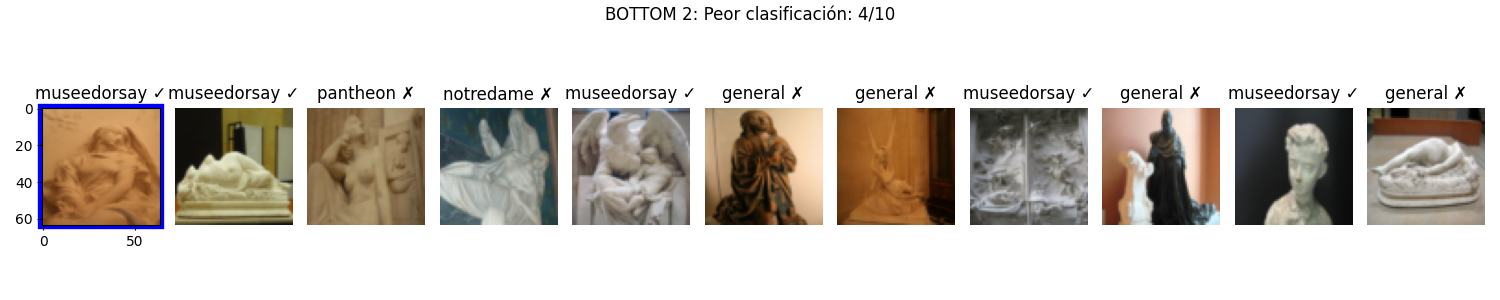 BOTTOM 2: Peor clasificación: 4/10
museedorsay ✓ museedorsay ✓ pantheon ✗ notredame ✗ museedorsay ✓ general ✗ general ✗ museedorsay ✓ general ✗ museedorsay ✓ general ✗
0
20
40
60
0 50